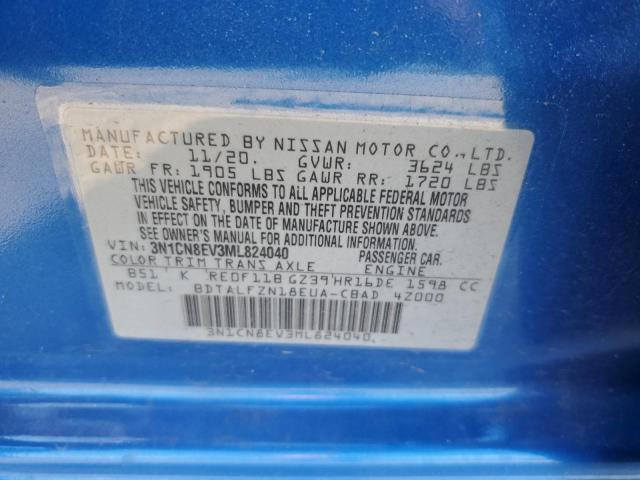 MANUFACTURED BY NISSAN MOTOR CO., LTD.
DATE: 11/20. GVWR: 3624 LBS
GAWR FR: 1905 LBS GAWR RR: 1720 LBS
THIS VEHICLE CONFORMS TO ALL APPLICABLE FEDERAL MOTOR
VEHICLE SAFETY, BUMPER AND THEFT PREVENTION STANDARDS
IN EFFECT ON THE DATE OF MANUFACTURE SHOWN ABOVE.
SEE OWNER'S MANUAL FOR ADDITIONAL INFORMATION.
VIN: 3N1CN8EV3ML824040 PASSENGER CAR.
COLOR TRIM TRANS AXLE ENGINE
B51 K RE0F11B GZ39 HR16DE 1598 CC
MODEL: BDTALFZN18EUA-CBAD 4Z000
3N1CN8EV3ML824040.